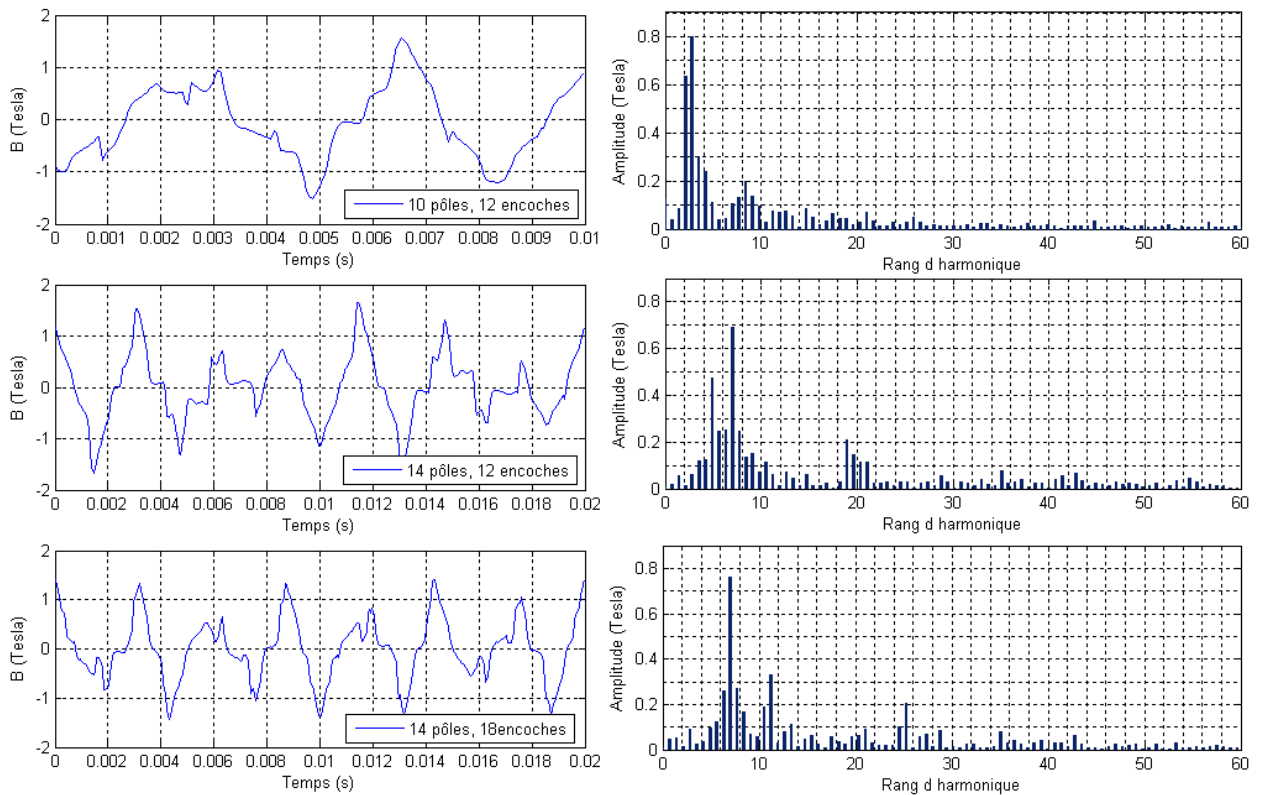 2
1
0
-1
-2
B (Tesla)
10 pôles, 12 encoches
0 0.001 0.002 0.003 0.004 0.005 0.006 0.007 0.008 0.009 0.01
Temps (s)
0.8
0.6
0.4
0.2
0
Amplitude (Tesla)
0 10 20 30 40 50 60
Rang d harmonique
2
1
0
-1
-2
B (Tesla)
14 pôles, 12 encoches
0 0.002 0.004 0.006 0.008 0.010 0.012 0.014 0.016 0.018 0.02
Temps (s)
0.8
0.6
0.4
0.2
0
Amplitude (Tesla)
0 10 20 30 40 50 60
Rang d harmonique
2
1
0
-1
-2
B (Tesla)
14 pôles, 18encoches
0 0.002 0.004 0.006 0.008 0.010 0.012 0.014 0.016 0.018 0.02
Temps (s)
0.8
0.6
0.4
0.2
0
Amplitude (Tesla)
0 10 20 30 40 50 60
Rang d harmonique